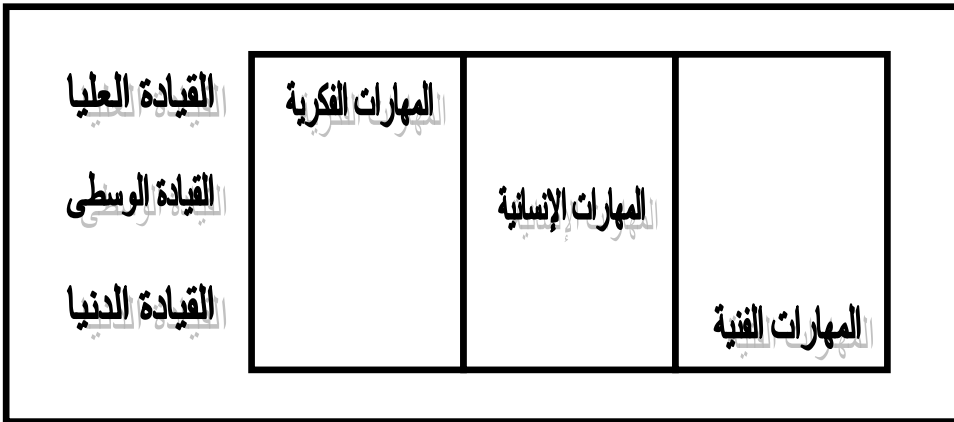 القيادة العليا
المهارات الفكرية
القيادة الوسطى
المهارات الإنسانية
القيادة الدنيا
المهارات الفنية